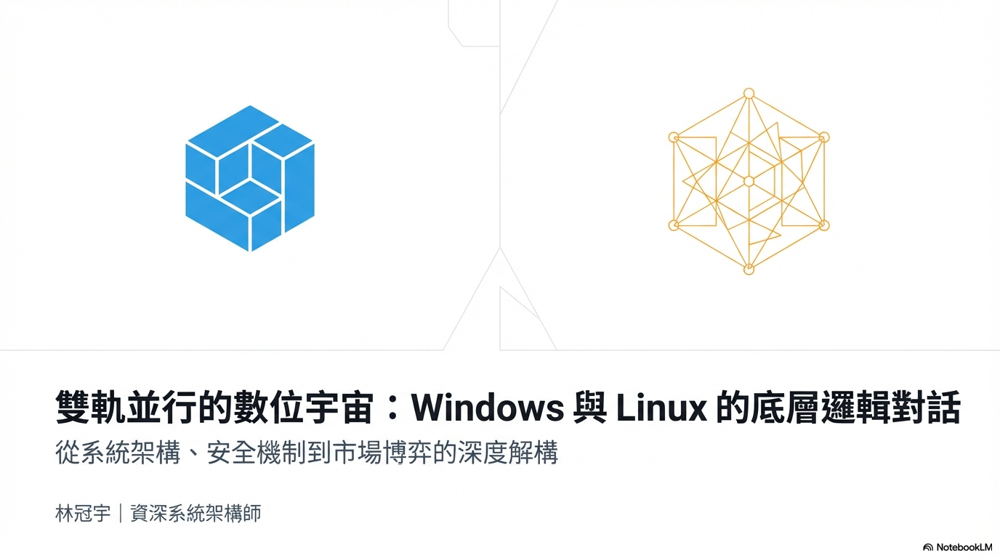 雙軌並行的數位宇宙：Windows 與 Linux 的底層邏輯對話
從系統架構、安全機制到市場博弈的深度解構
林冠宇｜資深系統架構師
NotebookLM